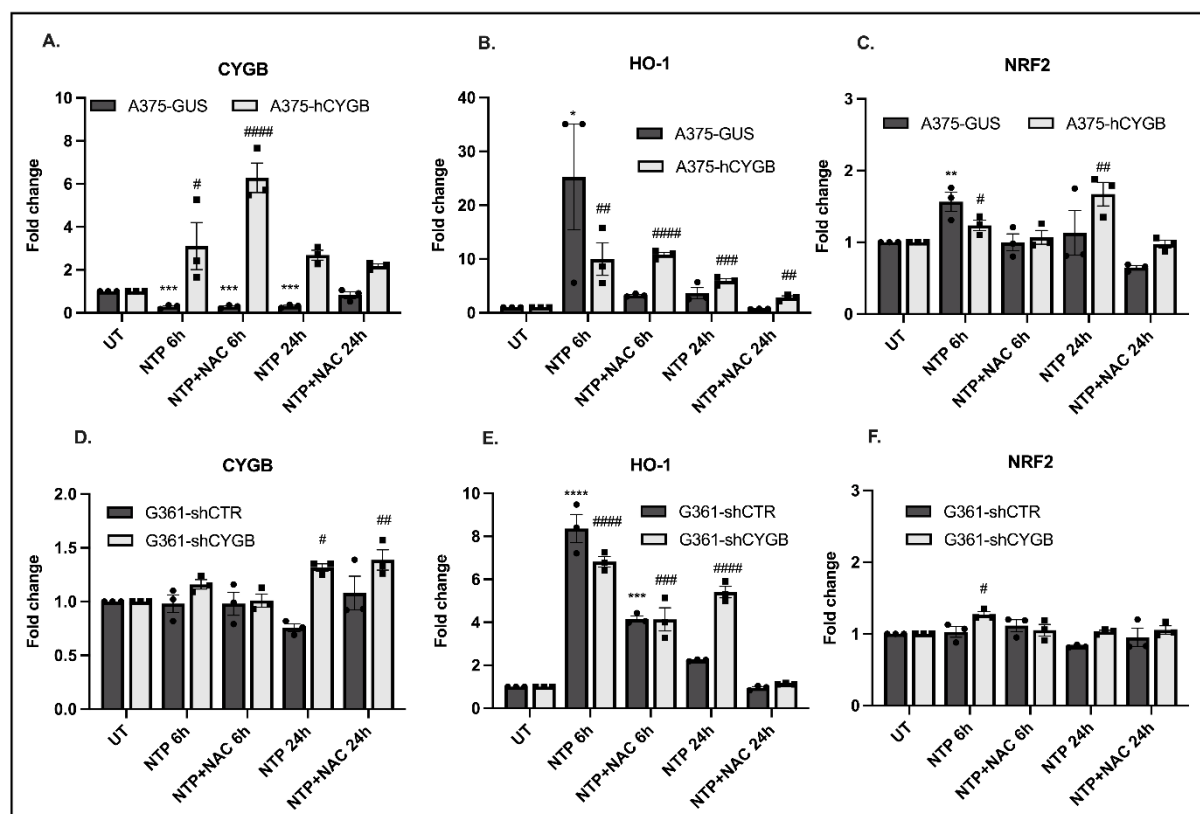 A.
CYGB
A375-GUS A375-hCYGB
Fold change
10
8
6
4
2
0
***
#
***
####
***
UT
NTP 6h
NTP+NAC 6h
NTP 24h
NTP+NAC 24h
B.
HO-1
A375-GUS
A375-hCYGB
Fold change
40
30
20
10
0
*
##
####
###
##
UT
NTP 6h
NTP+NAC 6h
NTP 24h
NTP+NAC 24h
C.
NRF2
A375-GUS A375-hCYGB
Fold change
3
2
1
0
**
#
##
UT
NTP 6h
NTP+NAC 6h
NTP 24h
NTP+NAC 24h
D.
CYGB
G361-shCTR
G361-shCYGB
Fold change
2.0
1.5
1.0
0.5
0.0
#
##
UT
NTP 6h
NTP+NAC 6h
NTP 24h
NTP+NAC 24h
E.
HO-1
G361-shCTR
G361-shCYGB
Fold change
10
8
6
4
2
0
****
####
***
###
####
UT
NTP 6h
NTP+NAC 6h
NTP 24h
NTP+NAC 24h
F.
NRF2
G361-shCTR
G361-shCYGB
Fold change
3
2
1
0
#
UT
NTP 6h
NTP+NAC 6h
NTP 24h
NTP+NAC 24h